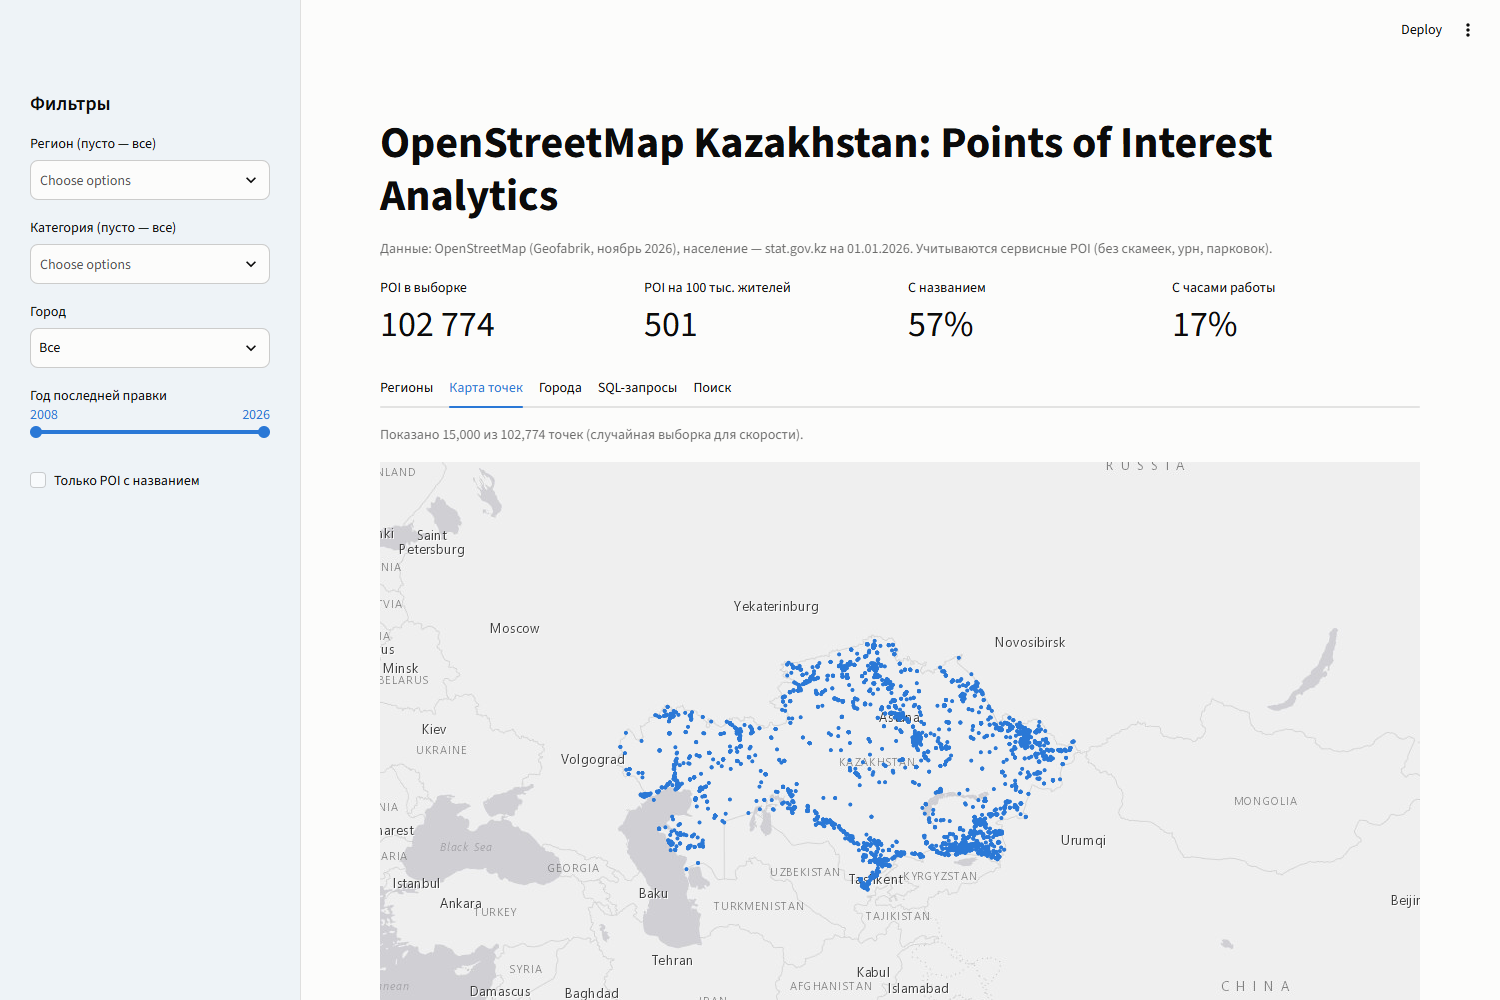 Deploy
Фильтры
Регион (пусто — все)
Choose options
Категория (пусто — все)
Choose options
Город
Все
Год последней правки
2008 2026
Только POI с названием
OpenStreetMap Kazakhstan: Points of Interest
Analytics
Данные: OpenStreetMap (Geofabrik, ноябрь 2026), население — stat.gov.kz на 01.01.2026. Учитываются сервисные POI (без скамеек, урн, парковок).
POI в выборке
102 774
POI на 100 тыс. жителей
501
С названием
57%
С часами работы
17%
Регионы Карта точек Города SQL-запросы Поиск
Показано 15,000 из 102,774 точек (случайная выборка для скорости).
RUSSIA
NLAND
Saint
Petersburg
Yekaterinburg
Moscow
Novosibirsk
Minsk
BELARUS
Astana
Kiev
UKRAINE
Volgograd
KAZAKHSTAN
MONGOLIA
Urumqi
Black Sea
GEORGIA
UZBEKISTAN
Tashkent
KYRGYZSTAN
Istanbul
Baku
Ankara
TURKEY
TURKMENISTAN
TAJIKISTAN
Beijin
Tehran
SYRIA
Kabul
AFGHANISTAN
Islamabad
CHINA
Damascus
Baghdad